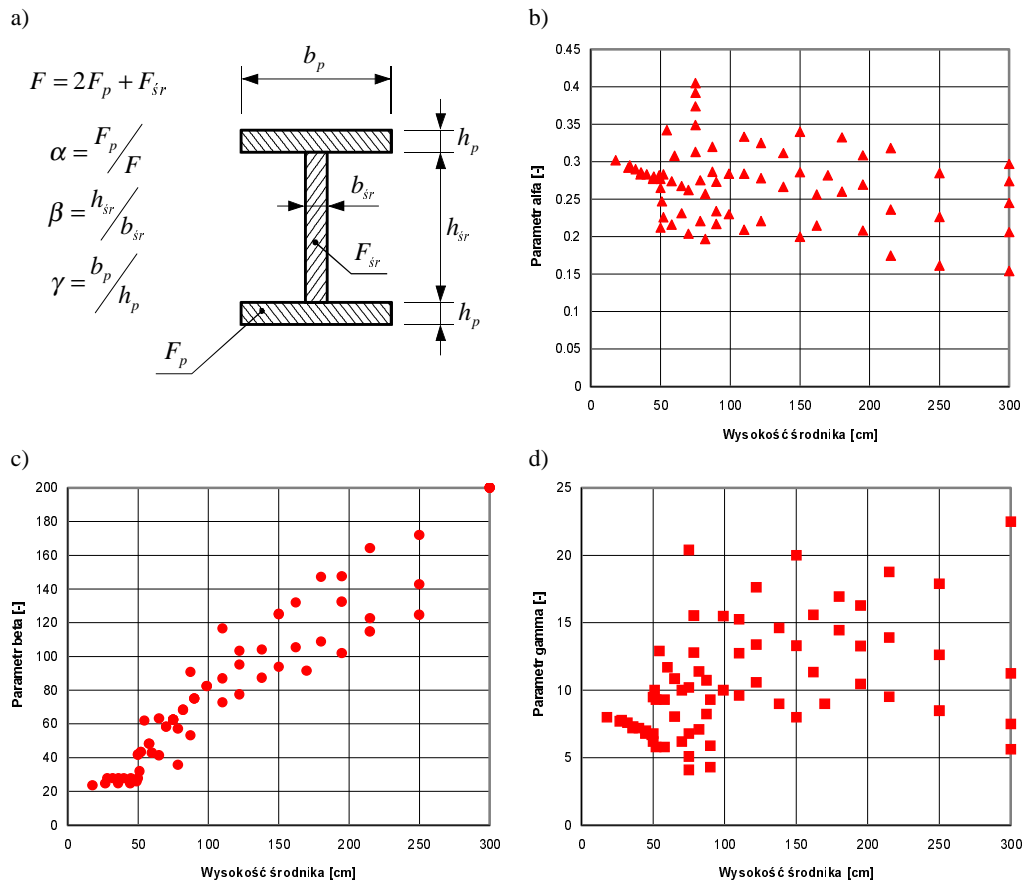 a)
F = 2F_p + F_śr
α = F_p / F
β = h_śr / b_śr
γ = b_p / h_p
b_p
h_p
b_śr
h_śr
F_śr
h_p
F_p
b)
0.45
0.4
0.35
0.3
0.25
0.2
0.15
0.1
0.05
0
Parametr alfa [-]
0 50 100 150 200 250 300
Wysokość środnika [cm]
c)
200
180
160
140
120
100
80
60
40
20
0
Parametr beta [-]
0 50 100 150 200 250 300
Wysokość środnika [cm]
d)
25
20
15
10
5
0
Parametr gamma [-]
0 50 100 150 200 250 300
Wysokość środnika [cm]